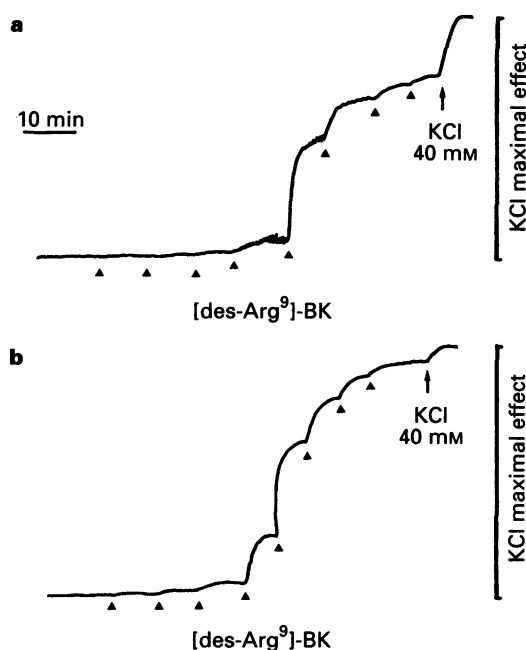 a
10 min
KCl
40 mM
KCl maximal effect
[des-Arg⁹]-BK
b
KCl
40 mM
KCl maximal effect
[des-Arg⁹]-BK